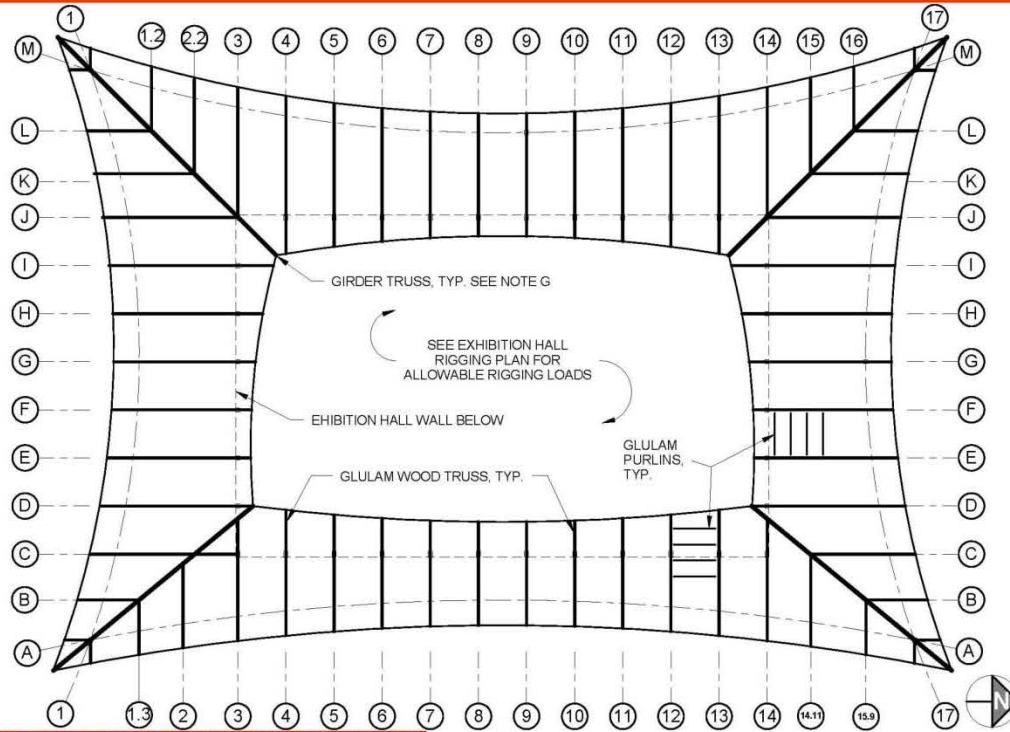 1 1.2 2.2 3 4 5 6 7 8 9 10 11 12 13 14 15 16 17
M M
L L
K K
J J
I I
GIRDER TRUSS, TYP. SEE NOTE G
H H
SEE EXHIBITION HALL
RIGGING PLAN FOR
ALLOWABLE RIGGING LOADS
G G
F F
EHIBITION HALL WALL BELOW
GLULAM
PURLINS,
TYP.
E E
GLULAM WOOD TRUSS, TYP.
D D
C C
B B
A A
N
1 1.3 2 3 4 5 6 7 8 9 10 11 12 13 14 14.11 15.9 17